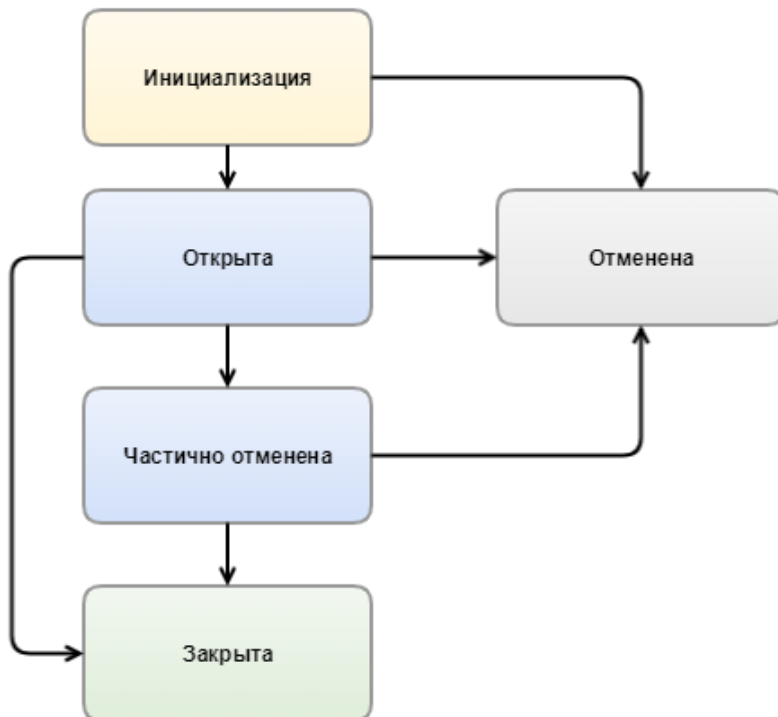 Инициализация
Открыта
Отменена
Частично отменена
Закрыта